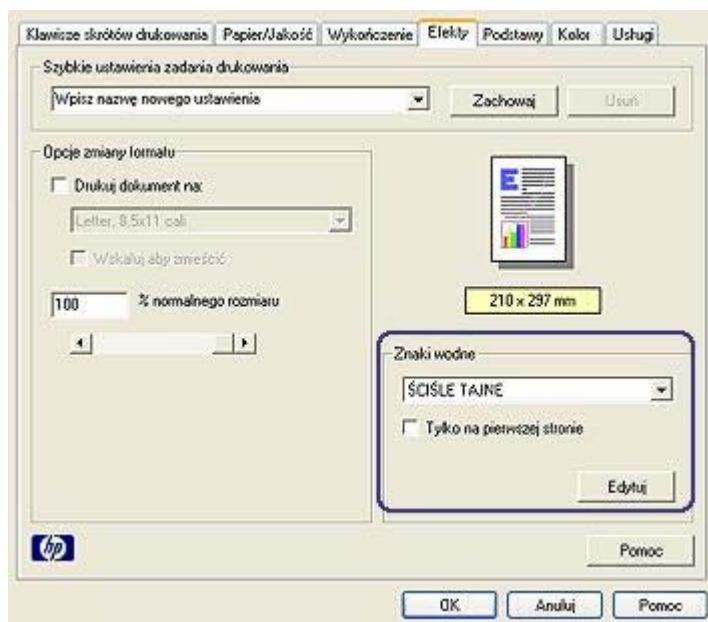 Klawisze skrótów drukowania Papier/Jakość Wykończenie Efekty Podstawy Kolor Usługi
Szybkie ustawienia zadania drukowania
Wpisz nazwę nowego ustawienia Zachowaj Usuń
Opcje zmiany formatu
Drukuj dokument na:
Letter, 8,5x11 cali
Wskaluj aby zmieścić
100 % normalnego rozmiaru
E
210 x 297 mm
Znaki wodne
ŚCIŚLE TAJNE
Tylko na pierwszej stronie
Edytuj
hp Pomoc
OK Anuluj Pomoc